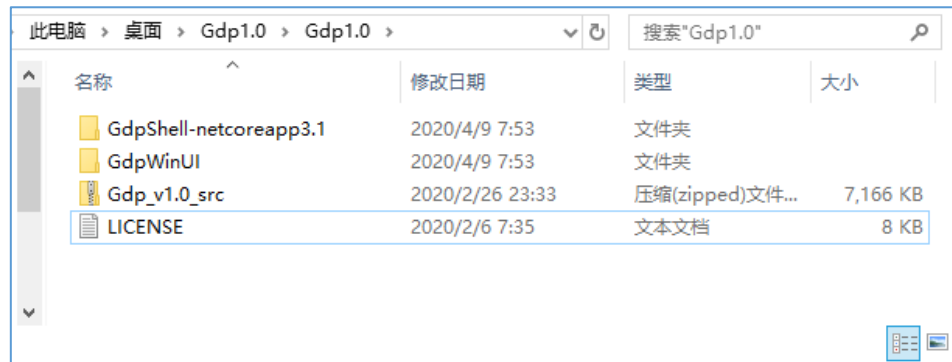 此电脑 > 桌面 > Gdp1.0 > Gdp1.0 > 搜索"Gdp1.0"
名称 修改日期 类型 大小
GdpShell-netcoreapp3.1 2020/4/9 7:53 文件夹
GdpWinUI 2020/4/9 7:53 文件夹
Gdp_v1.0_src 2020/2/26 23:33 压缩(zipped)文件... 7,166 KB
LICENSE 2020/2/6 7:35 文本文档 8 KB